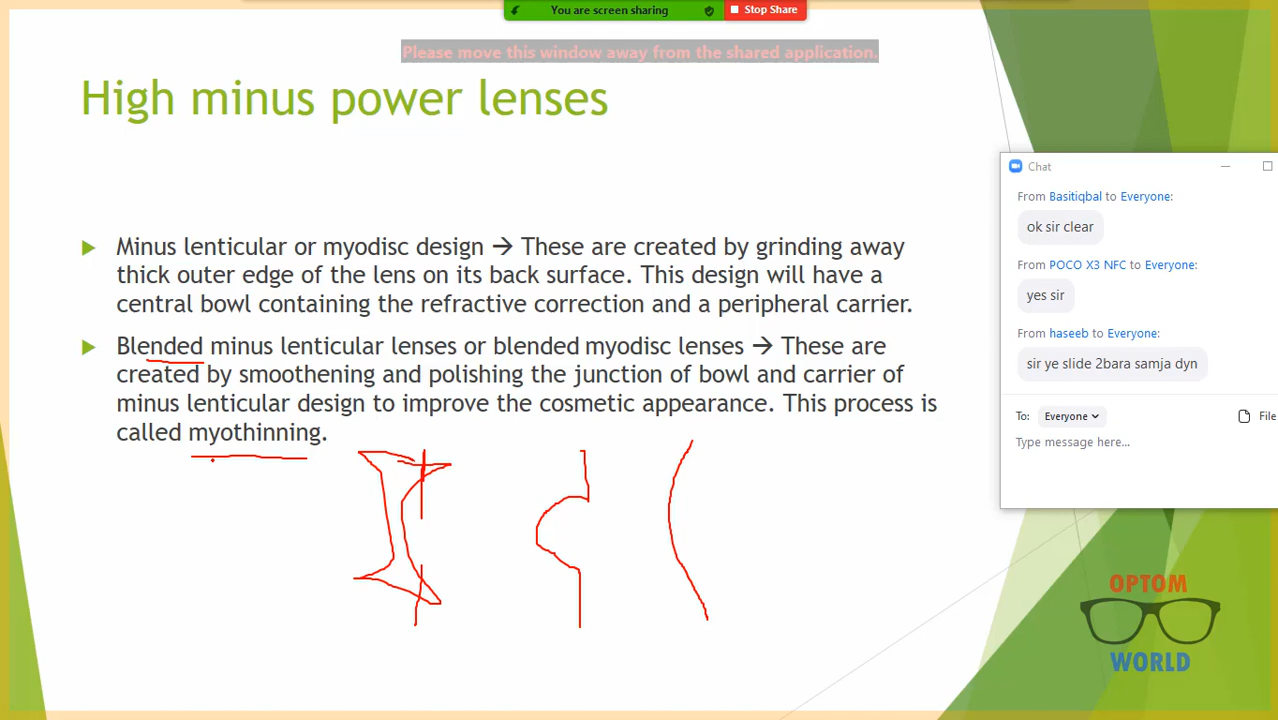 You are screen sharing
Stop Share
Please move this window away from the shared application.
High minus power lenses
Minus lenticular or myodisc design → These are created by grinding away
thick outer edge of the lens on its back surface. This design will have a
central bowl containing the refractive correction and a peripheral carrier.
Blended minus lenticular lenses or blended myodisc lenses → These are
created by smoothening and polishing the junction of bowl and carrier of
minus lenticular design to improve the cosmetic appearance. This process is
called myothinning.
Chat
From Basitiqbal to Everyone:
ok sir clear
From POCO X3 NFC to Everyone:
yes sir
From haseeb to Everyone:
sir ye slide 2bara samja dyn
To: Everyone
File
Type message here...
OPTOM
WORLD